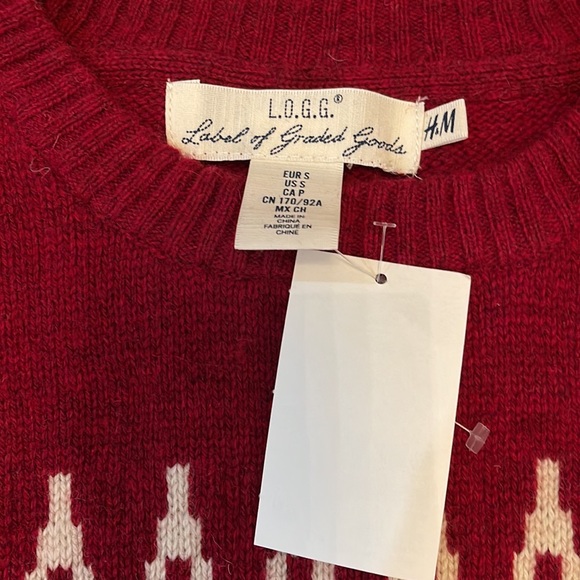 L.O.G.G.®
Label of Graded Goods
H&M
EUR S
US S
CA P
CN 170/92A
MX CH
MADE IN
CHINA
FABRIQUÉ EN
CHINE